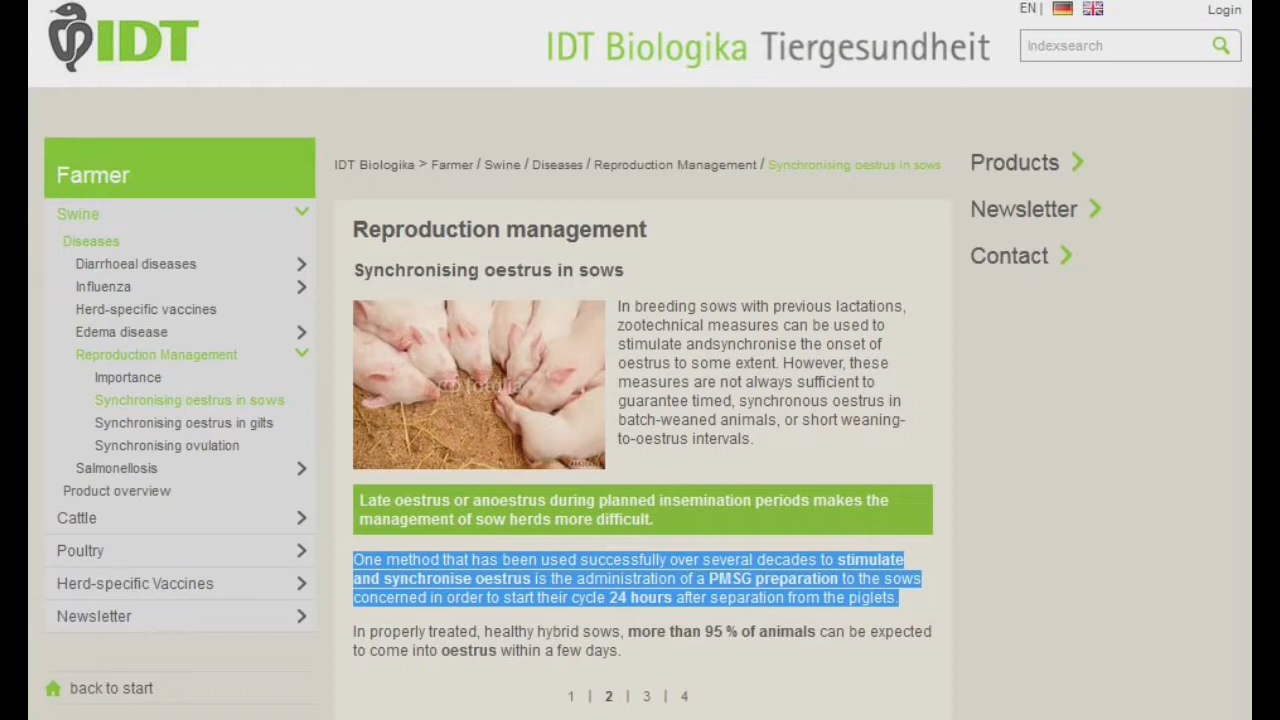 IDT
IDT Biologika Tiergesundheit
EN |
Login
Indexsearch
Farmer
Swine
Diseases
Diarrhoeal diseases
Influenza
Herd-specific vaccines
Edema disease
Reproduction Management
Importance
Synchronising oestrus in sows
Synchronising oestrus in gilts
Synchronising ovulation
Salmonellosis
Product overview
Cattle
Poultry
Herd-specific Vaccines
Newsletter
back to start
IDT Biologika > Farmer / Swine / Diseases / Reproduction Management / Synchronising oestrus in sows
Reproduction management
Synchronising oestrus in sows
In breeding sows with previous lactations,
zootechnical measures can be used to
stimulate andsynchronise the onset of
oestrus to some extent. However, these
measures are not always sufficient to
guarantee timed, synchronous oestrus in
batch-weaned animals, or short weaning-
to-oestrus intervals.
Late oestrus or anoestrus during planned insemination periods makes the
management of sow herds more difficult.
One method that has been used successfully over several decades to stimulate
and synchronise oestrus is the administration of a PMSG preparation to the sows
concerned in order to start their cycle 24 hours after separation from the piglets.
In properly treated, healthy hybrid sows, more than 95 % of animals can be expected
to come into oestrus within a few days.
1 | 2 | 3 | 4
Products
Newsletter
Contact